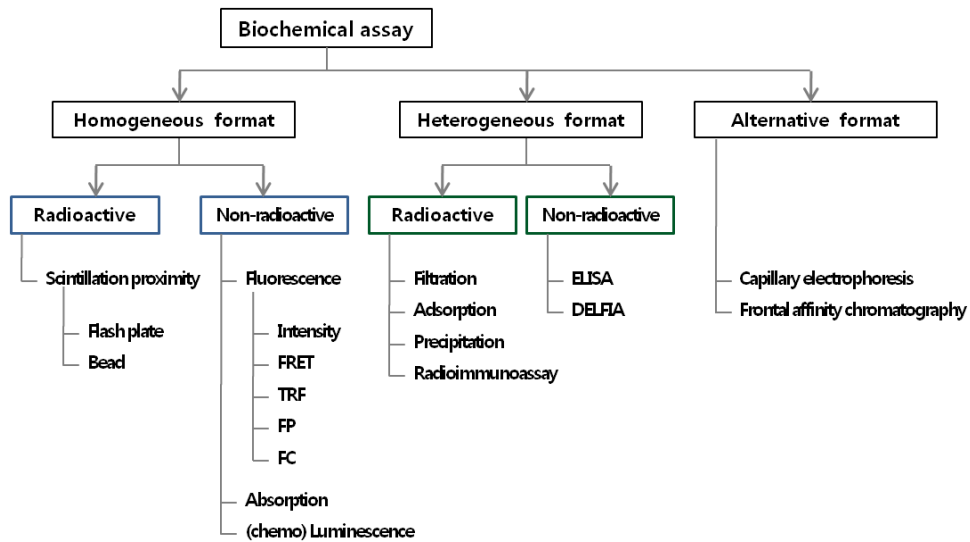 Biochemical assay
Homogeneous format
Heterogeneous format
Alternative format
Radioactive
Non-radioactive
Radioactive
Non-radioactive
Scintillation proximity
Flash plate
Bead
Fluorescence
Intensity
FRET
TRF
FP
FC
Absorption
(chemo) Luminescence
Filtration
Adsorption
Precipitation
Radioimmunoassay
ELISA
DELFIA
Capillary electrophoresis
Frontal affinity chromatography